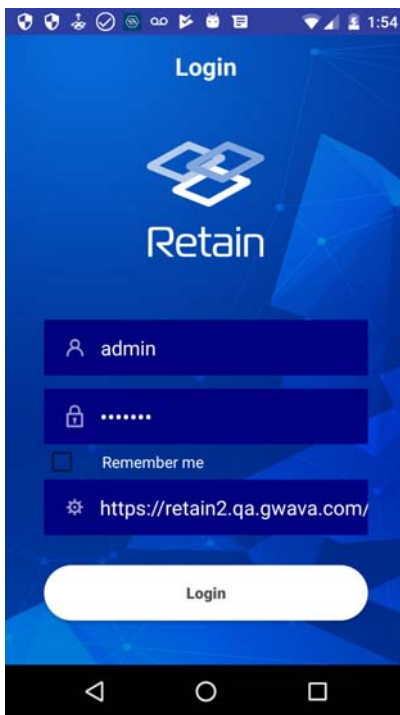 1:54
Login
Retain
admin
•••••••
Remember me
https://retain2.qa.gwava.com/
Login